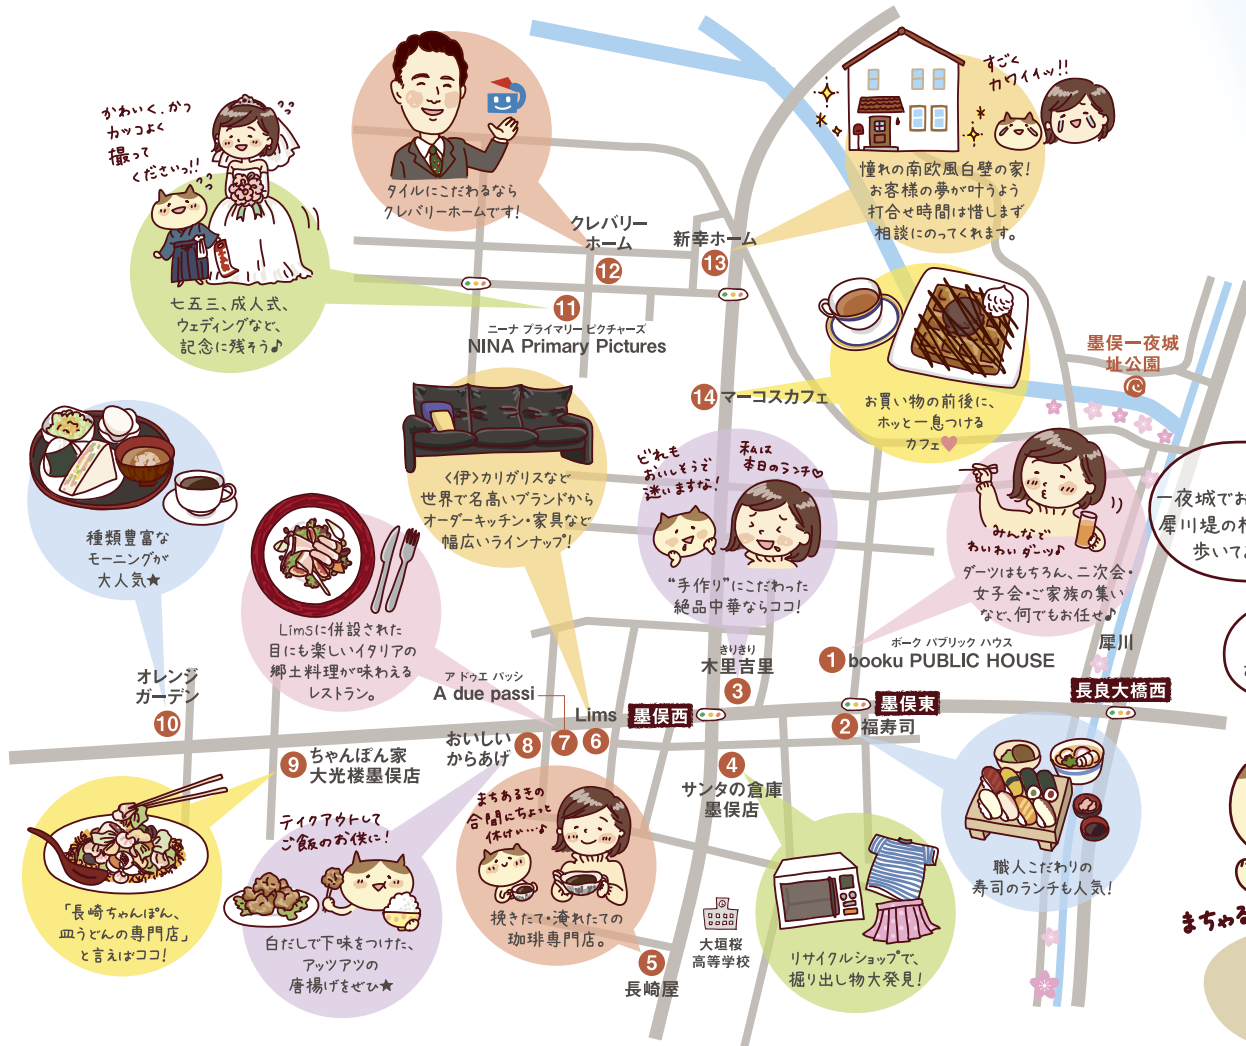 タイルにこだわるなら
クレバリーホームです!
すごく
カワイイッ!!
憧れの南欧風白壁の家!
お客様の夢が叶うよう
打合せ時間は惜しまず
相談にのってくれます。
かわいく、かつ
カッコよく
撮って
くださいっ!!
七五三、成人式、
ウェディングなど、
記念に残そう♪
クレバリー
ホーム
12
新幸ホーム
13
11
ニーナ プライマリー ピクチャーズ
NINA Primary Pictures
墨俣一夜城
址公園
14 マーコスカフェ
お買い物の前後に、
ホッと一息つける
カフェ♥
〈伊〉カリガリスなど
世界で名高いブランドから
オーダーキッチン・家具など
幅広いラインナップ!
どれも
おいしそうで
迷いますな!
私は
本日のランチ♡
“手作り”にこだわった
絶品中華ならココ!
みんなで
わいわいダーツ♪
ダーツはもちろん、二次会・
女子会・ご家族の集い
など、何でもお任せ♪
一夜城でお
犀川堤の
歩いて
種類豊富な
モーニングが
大人気★
Limsに併設された
目にも楽しいイタリアの
郷土料理が味わえる
レストラン。
オレンジ
ガーデン
10
ア ドゥエ パッシ
A due passi
7
Lims
6
墨俣西
きりきり
木里吉里
3
ボーク パブリック ハウス
1 booku PUBLIC HOUSE
犀川
長良大橋西
墨俣東
2 福寿司
おいしい
からあげ
8
9 ちゃんぽん家
大光楼墨俣店
4
サンタの倉庫
墨俣店
テイクアウトして
ご飯のお供に!
まちあるきの
合間にちょっと
休けい…♪
「長崎ちゃんぽん、
皿うどんの専門店」
と言えばココ!
白だしで下味をつけた、
アッツアツの
唐揚げをぜひ★
挽きたて・淹れたての
珈琲専門店。
5
長崎屋
大垣桜
高等学校
リサイクルショップで、
掘り出し物大発見!
職人こだわりの
寿司のランチも人気!
まちゃる